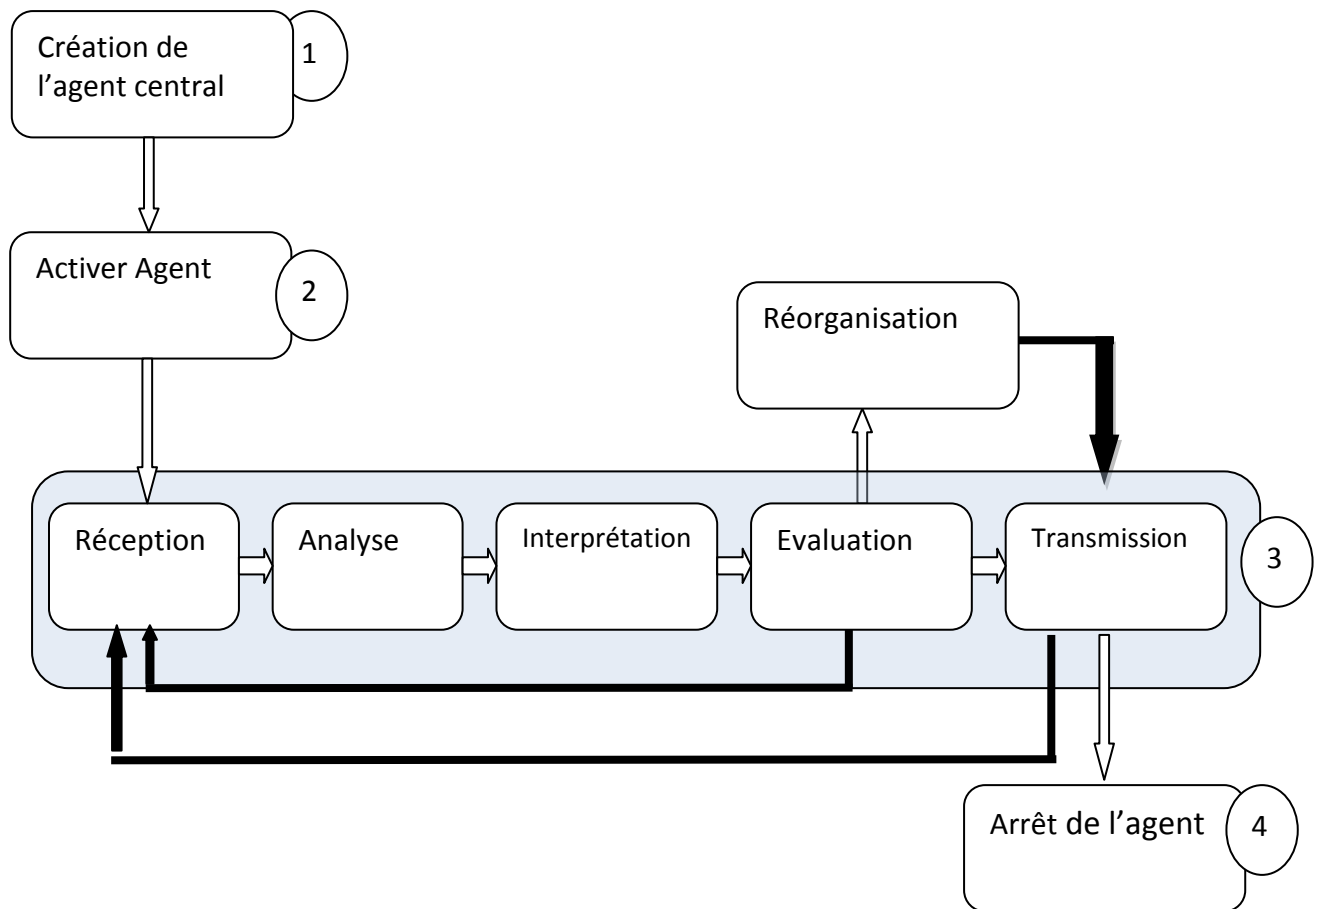 Création de
l’agent central
1
Activer Agent
2
Réorganisation
Réception
Analyse
Interprétation
Evaluation
Transmission
3
Arrêt de l’agent
4